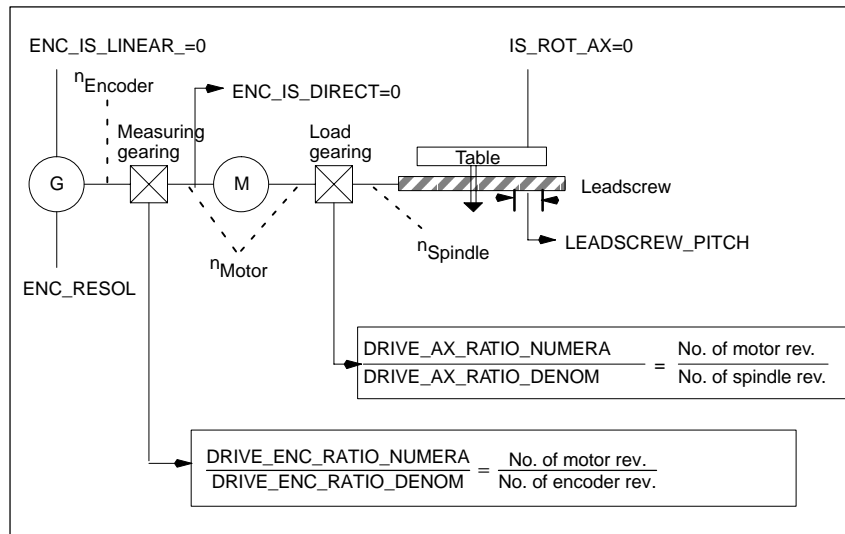 ENC_IS_LINEAR_=0
IS_ROT_AX=0
nEncoder
ENC_IS_DIRECT=0
Measuring
gearing
Load
gearing
Table
G
M
Leadscrew
nMotor
nSpindle
LEADSCREW_PITCH
ENC_RESOL
DRIVE_AX_RATIO_NUMERA
DRIVE_AX_RATIO_DENOM
=
No. of motor rev.
No. of spindle rev.
DRIVE_ENC_RATIO_NUMERA
DRIVE_ENC_RATIO_DENOM
=
No. of motor rev.
No. of encoder rev.